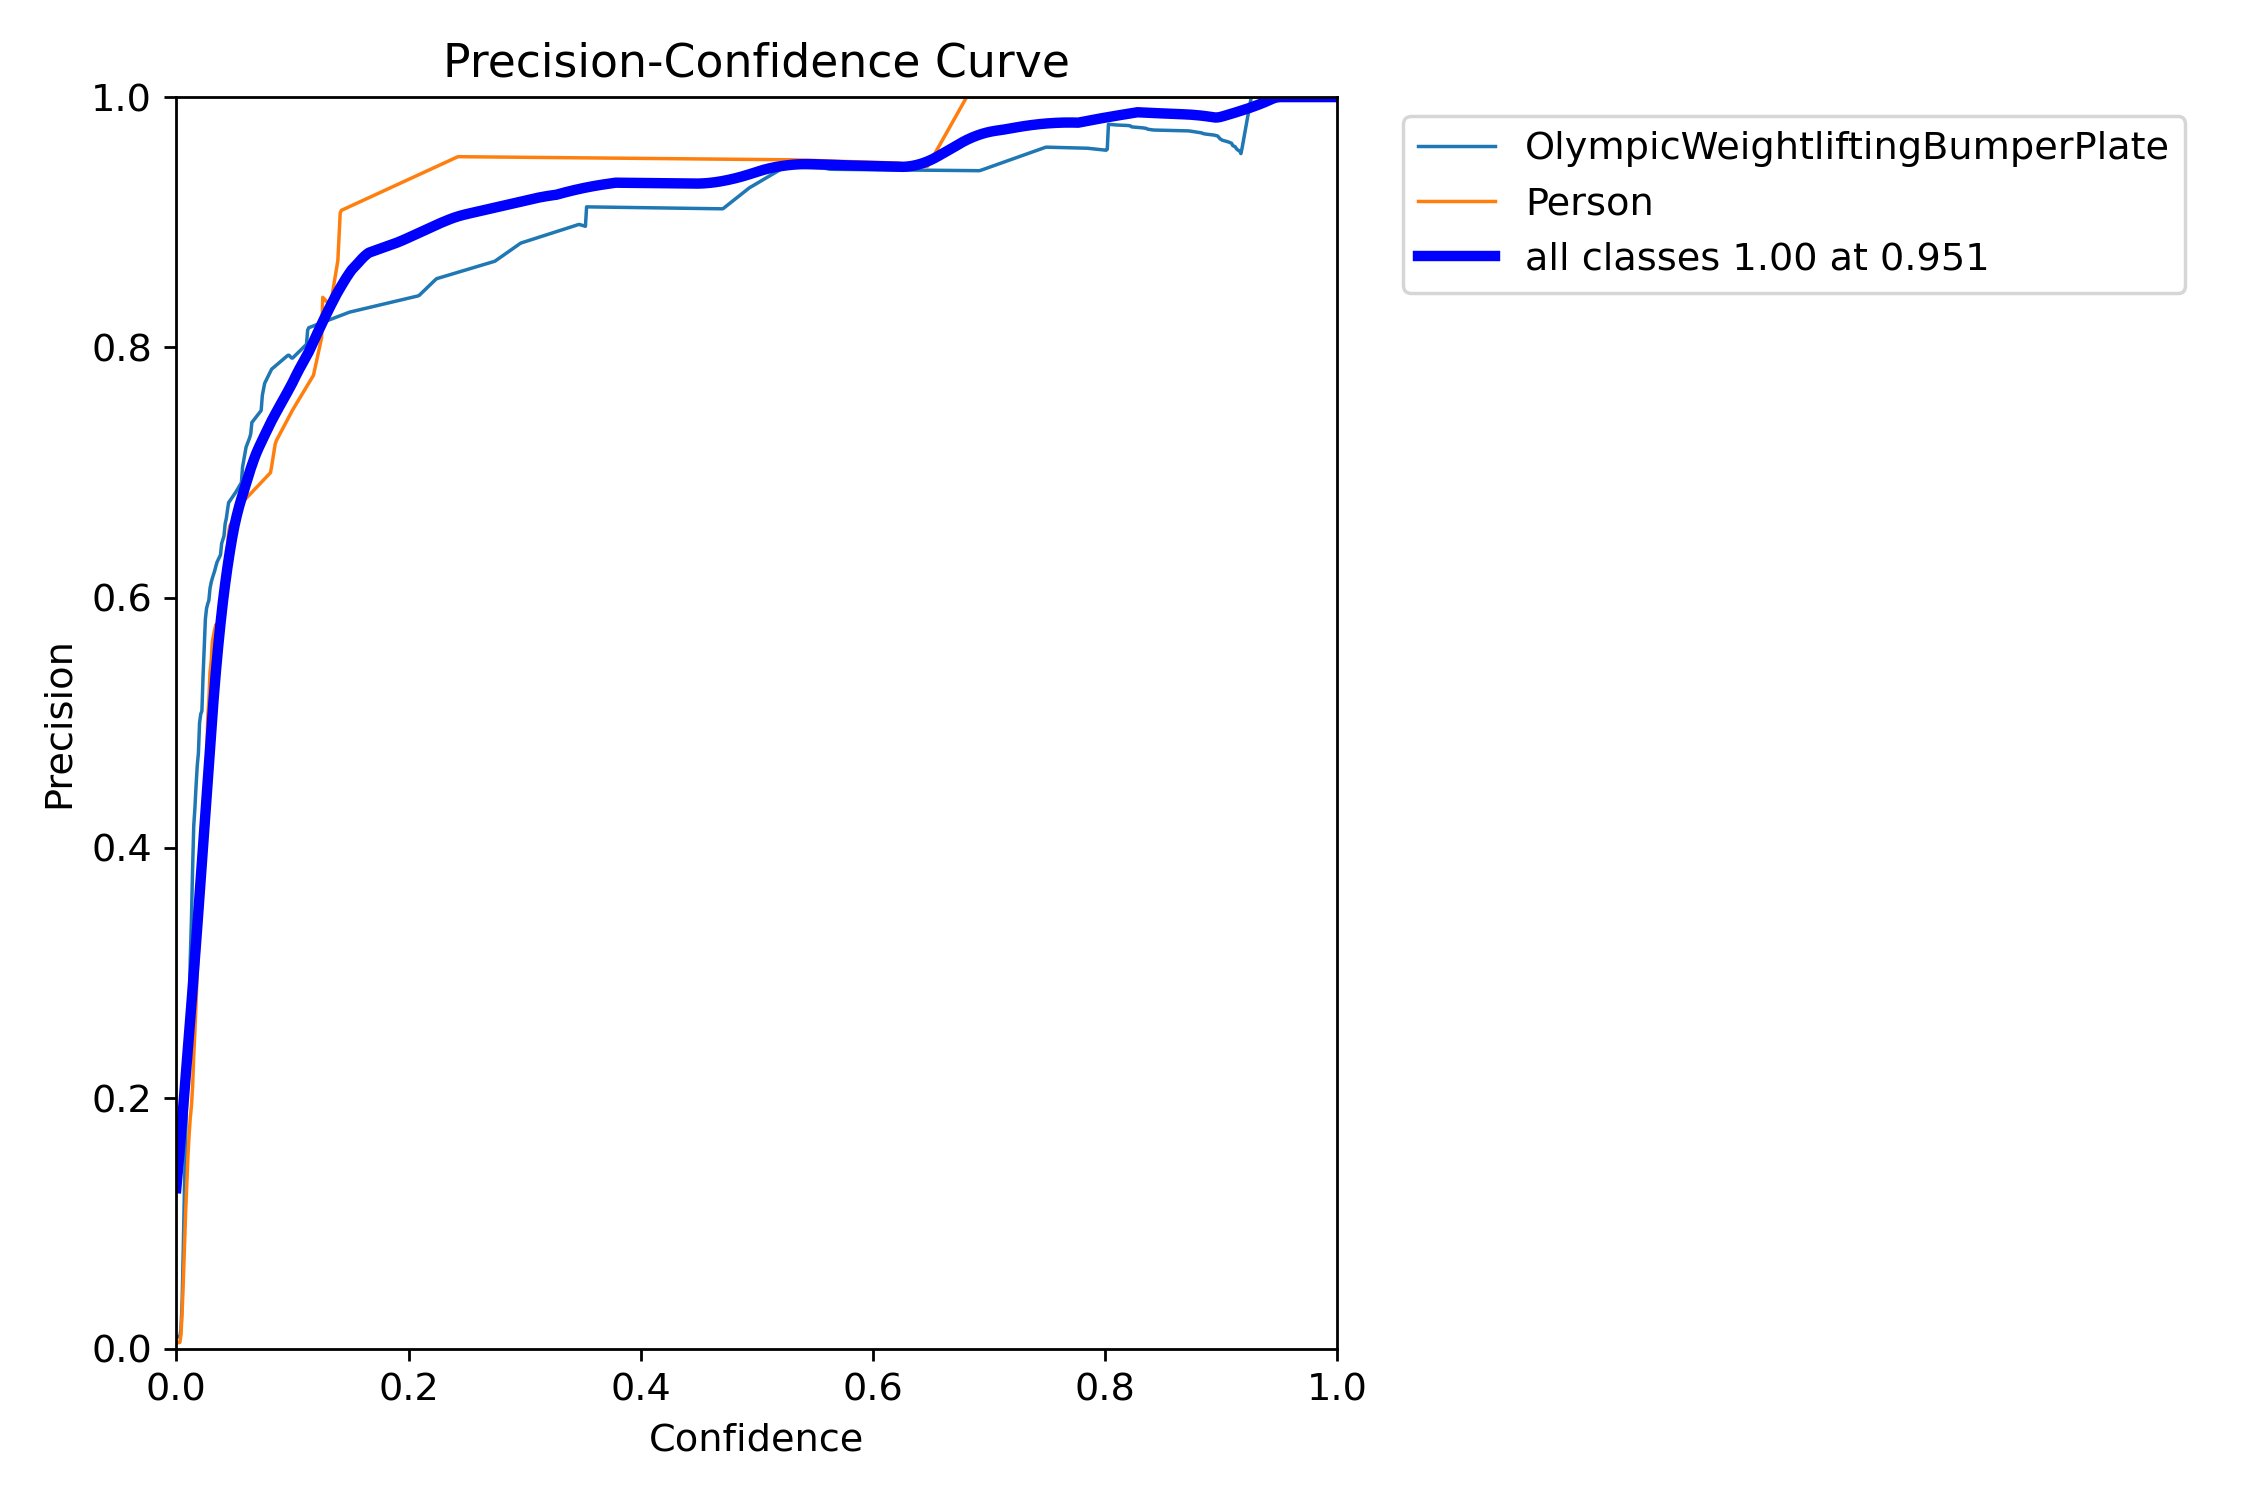 Precision-Confidence Curve
1.0
0.8
0.6
0.4
0.2
0.0
Precision
0.0 0.2 0.4 0.6 0.8 1.0
Confidence
OlympicWeightliftingBumperPlate
Person
all classes 1.00 at 0.951